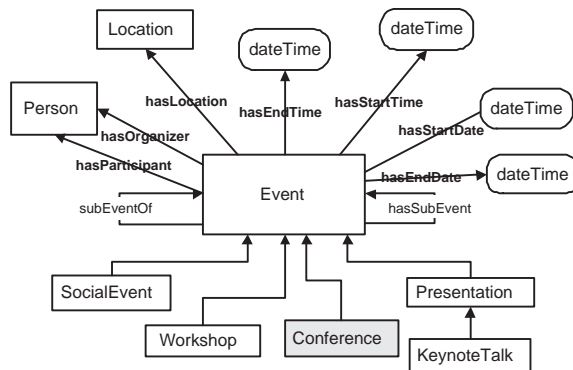 Location
dateTime
dateTime
Person
hasLocation
hasEndTime
hasStartTime
dateTime
hasOrganizer
hasStartDate
hasParticipant
hasEndDate
dateTime
Event
subEventOf
hasSubEvent
SocialEvent
Presentation
Workshop
Conference
KeynoteTalk